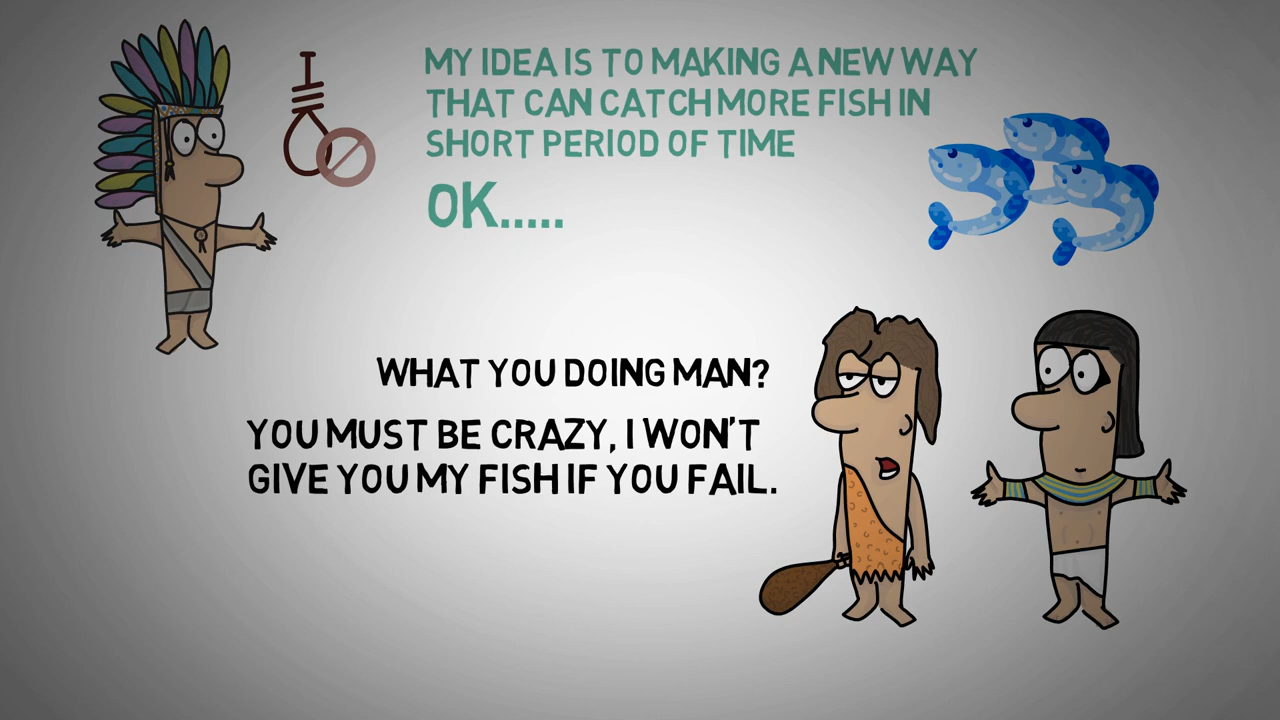 MY IDEA IS TO MAKING A NEW WAY
THAT CAN CATCH MORE FISH IN
SHORT PERIOD OF TIME
OK.....
WHAT YOU DOING MAN?
YOU MUST BE CRAZY, I WON'T
GIVE YOU MY FISH IF YOU FAIL.